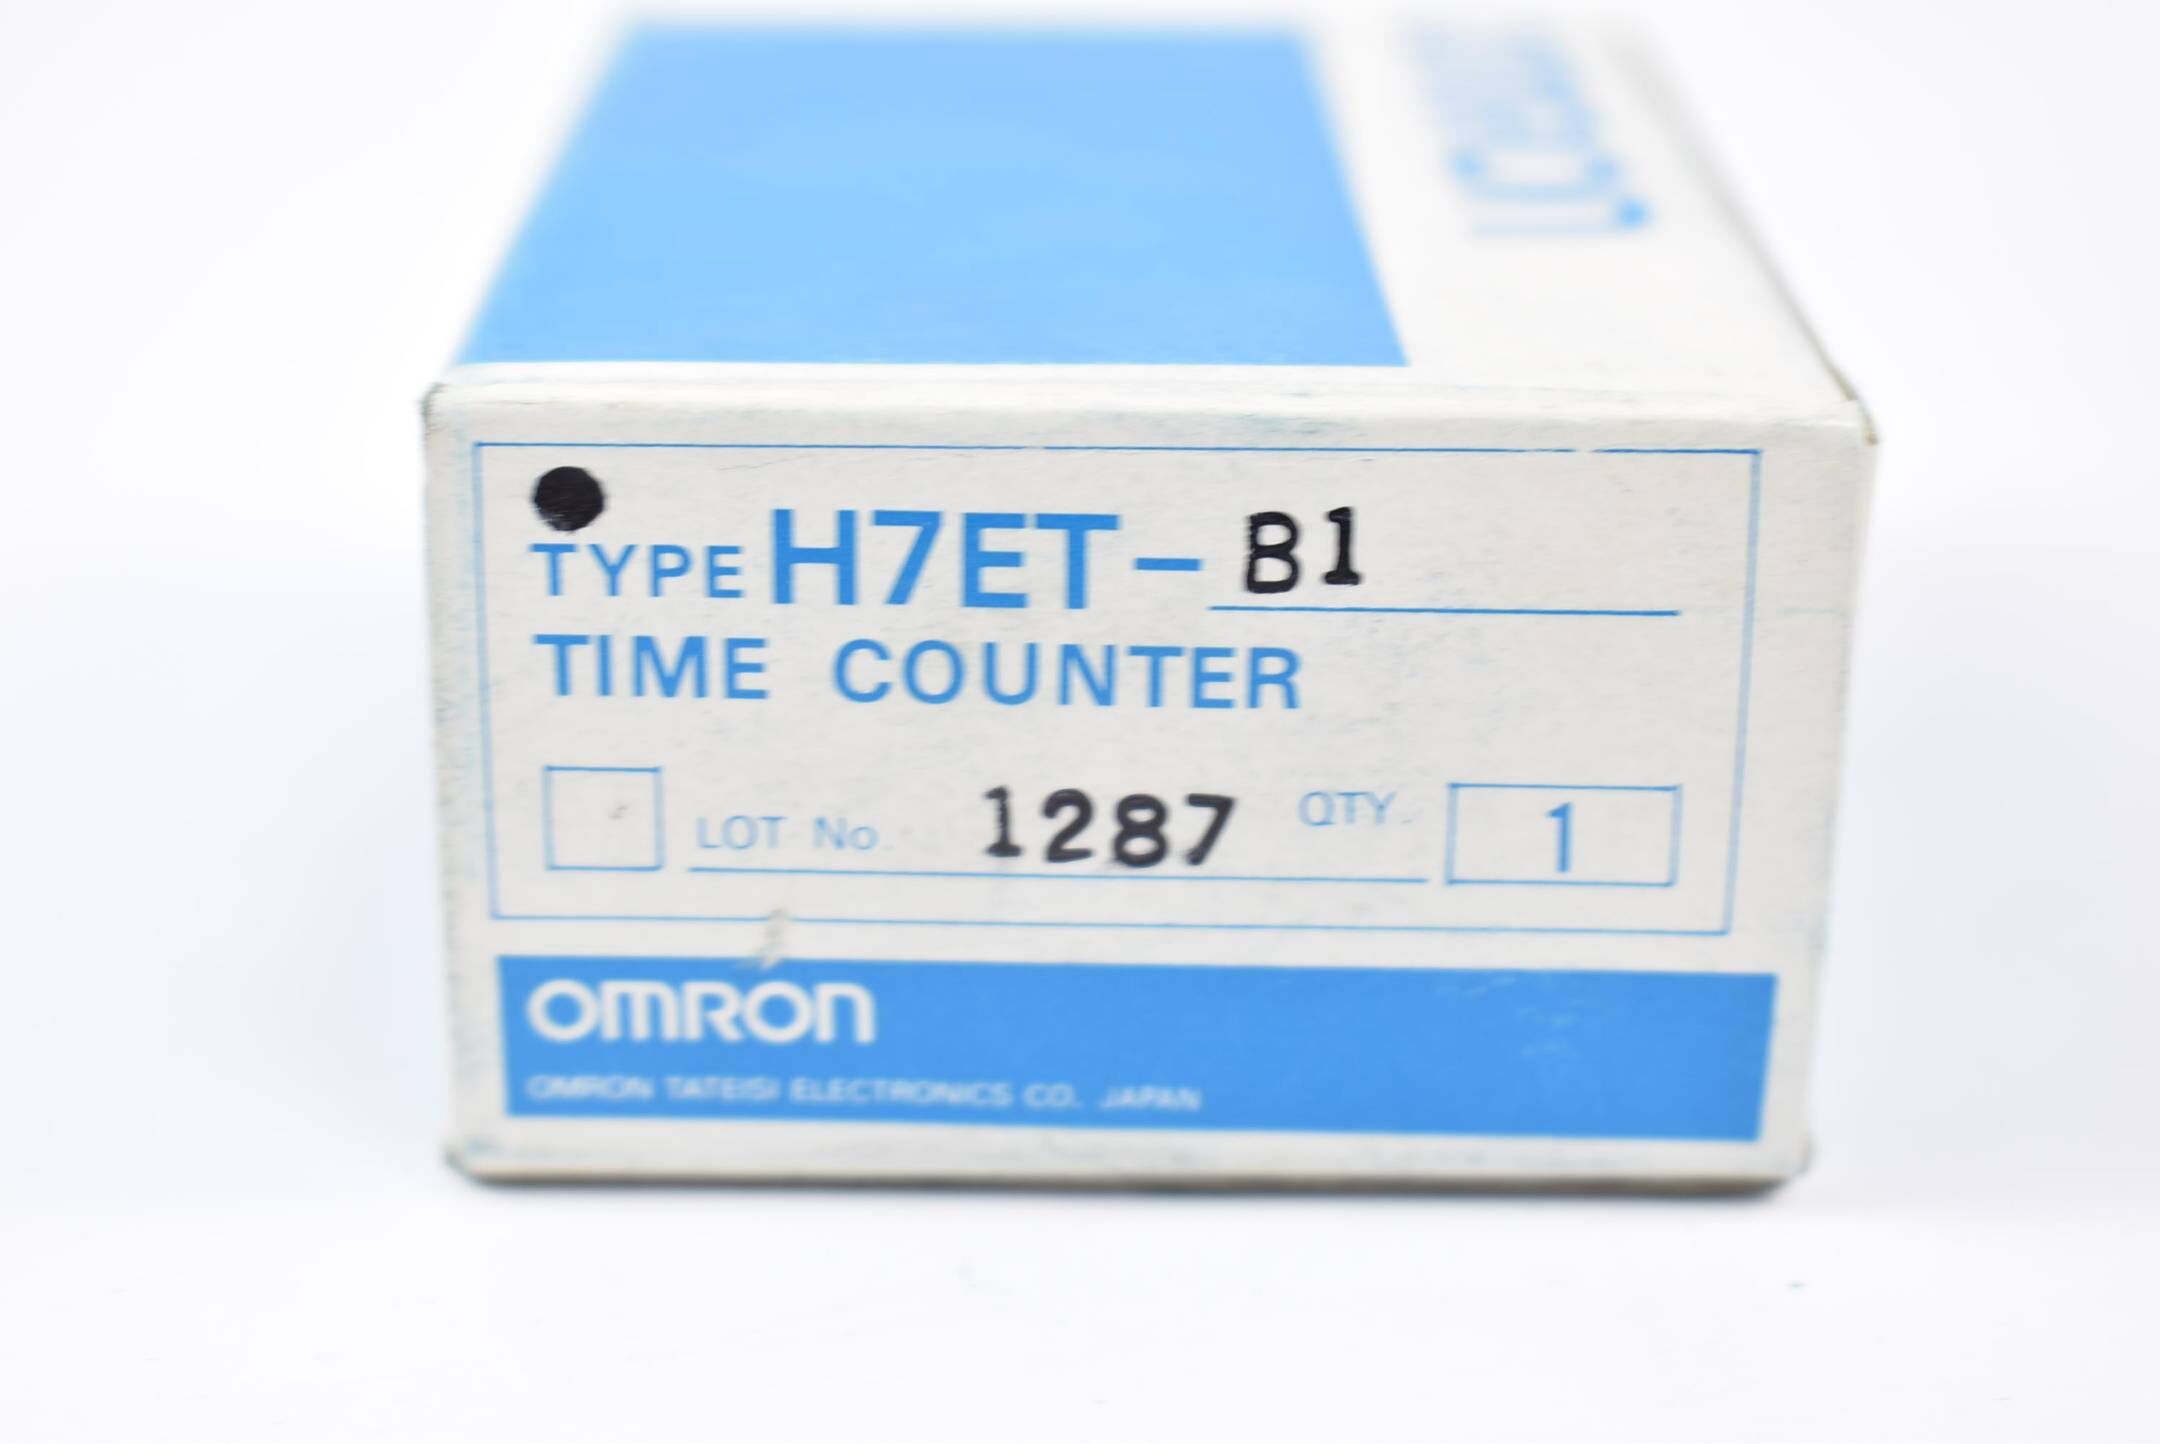 TYPE H7ET-B1
TIME COUNTER
LOT No. 1287 QTY. 1
OMRON
OMRON TATEISI ELECTRONICS CO. JAPAN